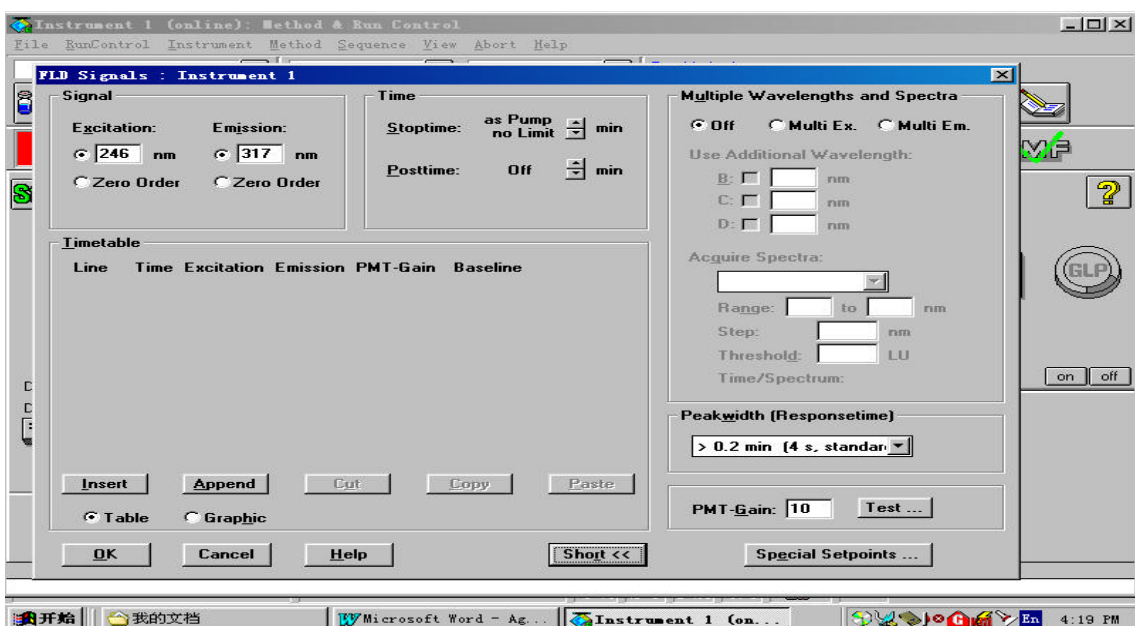 Instrument 1 (online): Method & Run Control
File RunControl Instrument Method Sequence View Abort Help
FLD Signals : Instrument 1
Signal
Excitation: Emission:
246 nm 317 nm
Zero Order Zero Order
Time
Stoptime: as Pump no Limit min
Posttime: Off min
Multiple Wavelengths and Spectra
Off Multi Ex. Multi Em.
Use Additional Wavelength:
B: nm
C: nm
D: nm
Acquire Spectra:
Range: to nm
Step: nm
Threshold: LU
Time/Spectrum:
Timetable
Line Time Excitation Emission PMT-Gain Baseline
Insert Append Cut Copy Paste
Table Graphic
Peakwidth (Responsetime)
> 0.2 min (4 s, standar
PMT-Gain: 10 Test ...
OK Cancel Help Short << Special Setpoints ...
GLP
on off
开始 我的文档 Microsoft Word - Ag... Instrument 1 (on... En 4:19 PM